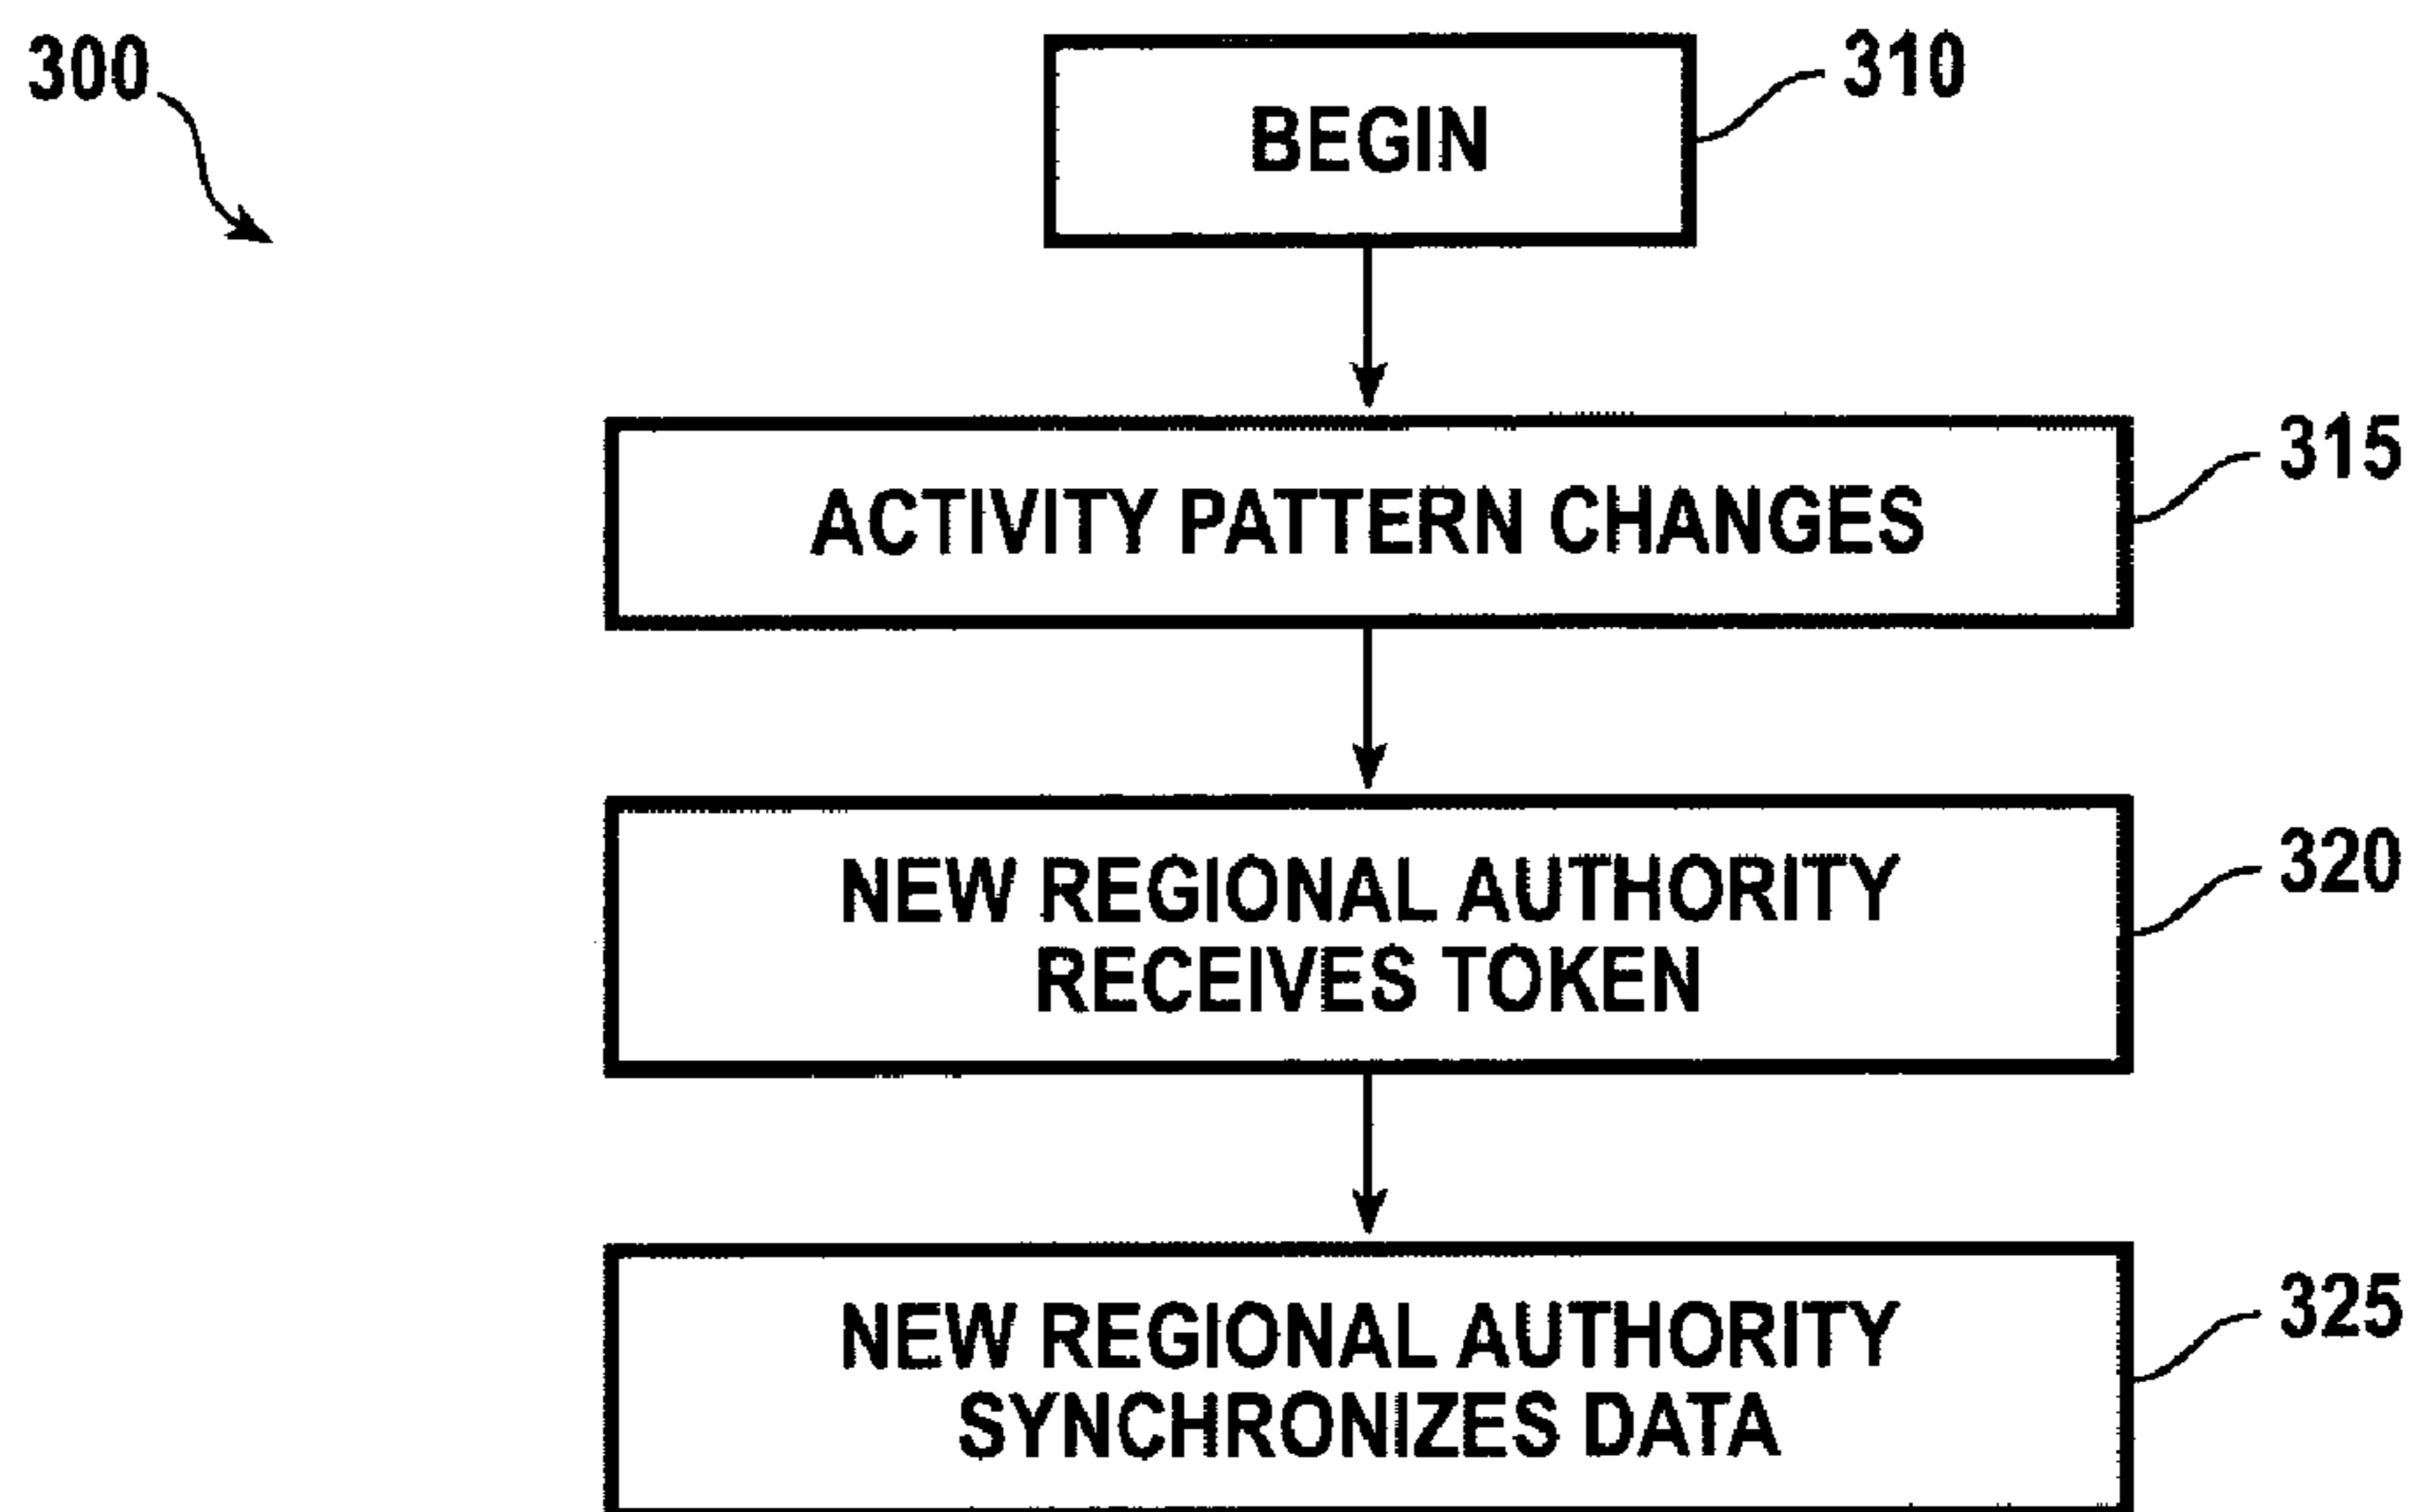 300
BEGIN
310
ACTIVITY PATTERN CHANGES
315
NEW REGIONAL AUTHORITY
RECEIVES TOKEN
320
NEW REGIONAL AUTHORITY
SYNCHRONIZES DATA
325